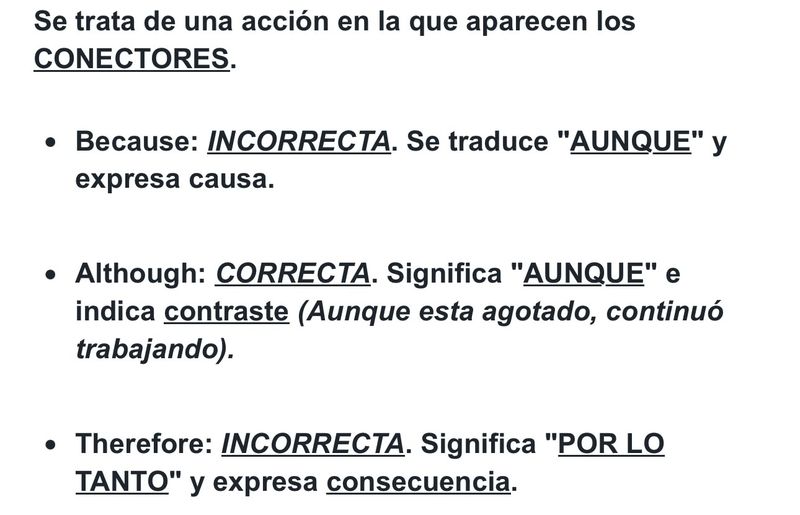 Se trata de una acción en la que aparecen los
CONECTORES.
• Because: INCORRECTA. Se traduce "AUNQUE" y
expresa causa.
• Although: CORRECTA. Significa "AUNQUE" e
indica contraste (Aunque esta agotado, continuó
trabajando).
• Therefore: INCORRECTA. Significa "POR LO
TANTO" y expresa consecuencia.